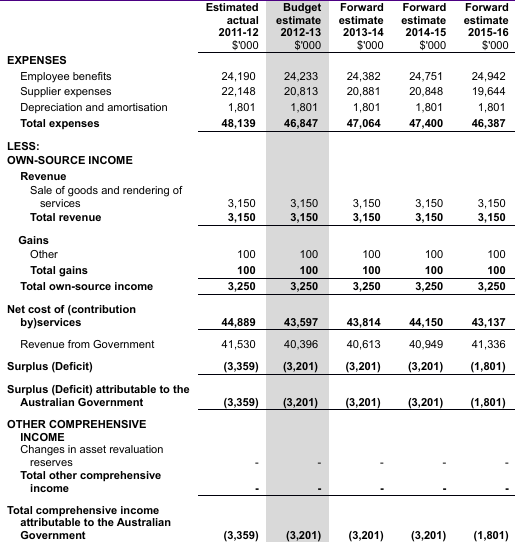 Estimated actual 2011-12 $'000 Budget estimate 2012-13 $'000 Forward estimate 2013-14 $'000 Forward estimate 2014-15 $'000 Forward estimate 2015-16 $'000
EXPENSES
Employee benefits 24,190 24,233 24,382 24,751 24,942
Supplier expenses 22,148 20,813 20,881 20,848 19,644
Depreciation and amortisation 1,801 1,801 1,801 1,801 1,801
Total expenses 48,139 46,847 47,064 47,400 46,387
LESS:
OWN-SOURCE INCOME
Revenue
Sale of goods and rendering of
services 3,150 3,150 3,150 3,150 3,150
Total revenue 3,150 3,150 3,150 3,150 3,150
Gains
Other 100 100 100 100 100
Total gains 100 100 100 100 100
Total own-source income 3,250 3,250 3,250 3,250 3,250
Net cost of (contribution
by)services 44,889 43,597 43,814 44,150 43,137
Revenue from Government 41,530 40,396 40,613 40,949 41,336
Surplus (Deficit) (3,359) (3,201) (3,201) (3,201) (1,801)
Surplus (Deficit) attributable to the
Australian Government (3,359) (3,201) (3,201) (3,201) (1,801)
OTHER COMPREHENSIVE
INCOME
Changes in asset revaluation
reserves - - - - -
Total other comprehensive
income - - - - -
Total comprehensive income
attributable to the Australian
Government (3,359) (3,201) (3,201) (3,201) (1,801)